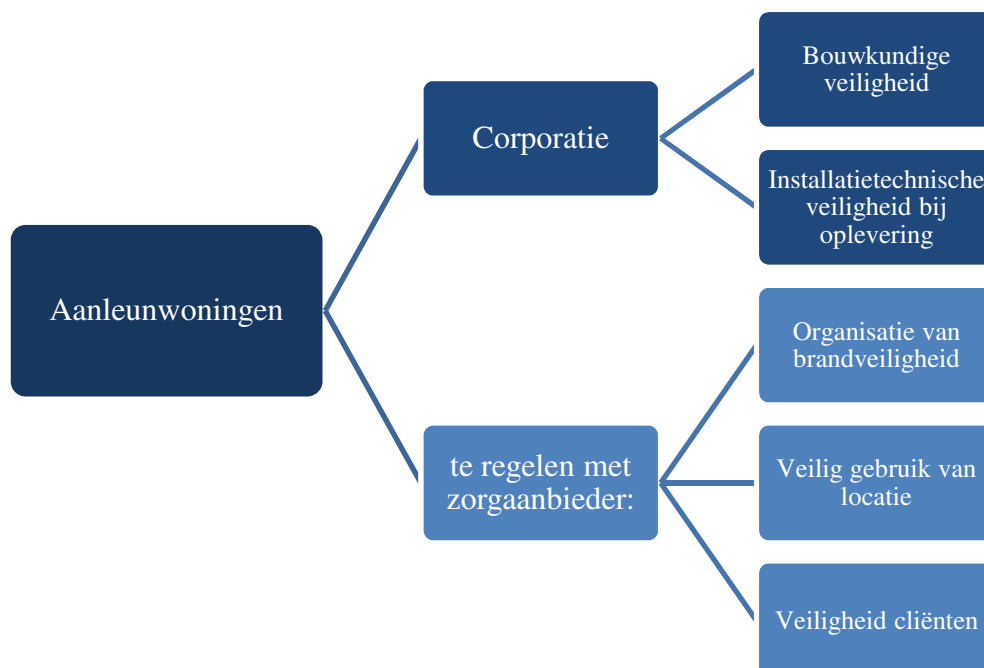 Aanleunwoningen
Corporatie
Bouwkundige
veiligheid
Installatietechnische
veiligheid bij
oplevering
te regelen met
zorgaanbieder:
Organisatie van
brandveiligheid
Veilig gebruik van
locatie
Veiligheid cliënten